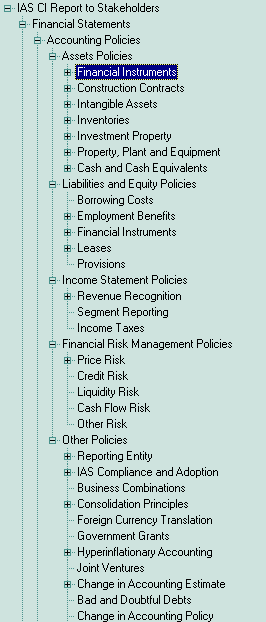 IAS CI Report to Stakeholders
Financial Statements
Accounting Policies
Assets Policies
Financial Instruments
Construction Contracts
Intangible Assets
Inventories
Investment Property
Property, Plant and Equipment
Cash and Cash Equivalents
Liabilities and Equity Policies
Borrowing Costs
Employment Benefits
Financial Instruments
Leases
Provisions
Income Statement Policies
Revenue Recognition
Segment Reporting
Income Taxes
Financial Risk Management Policies
Price Risk
Credit Risk
Liquidity Risk
Cash Flow Risk
Other Risk
Other Policies
Reporting Entity
IAS Compliance and Adoption
Business Combinations
Consolidation Principles
Foreign Currency Translation
Government Grants
Hyperinflationary Accounting
Joint Ventures
Change in Accounting Estimate
Bad and Doubtful Debts
Change in Accounting Policy